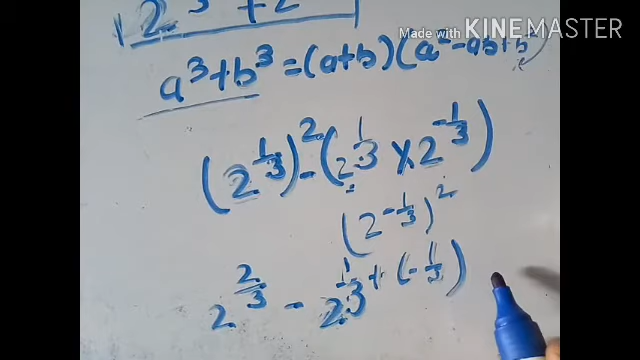 Made with KINEMASTER
a³+b³=(a+b)(a²-ab+b²
(2^{1/3})²-(2^{1/3}×2^{-1/3})
(2^{-1/3})²
2^{2/3} - 2^{1/3+(-1/3)}